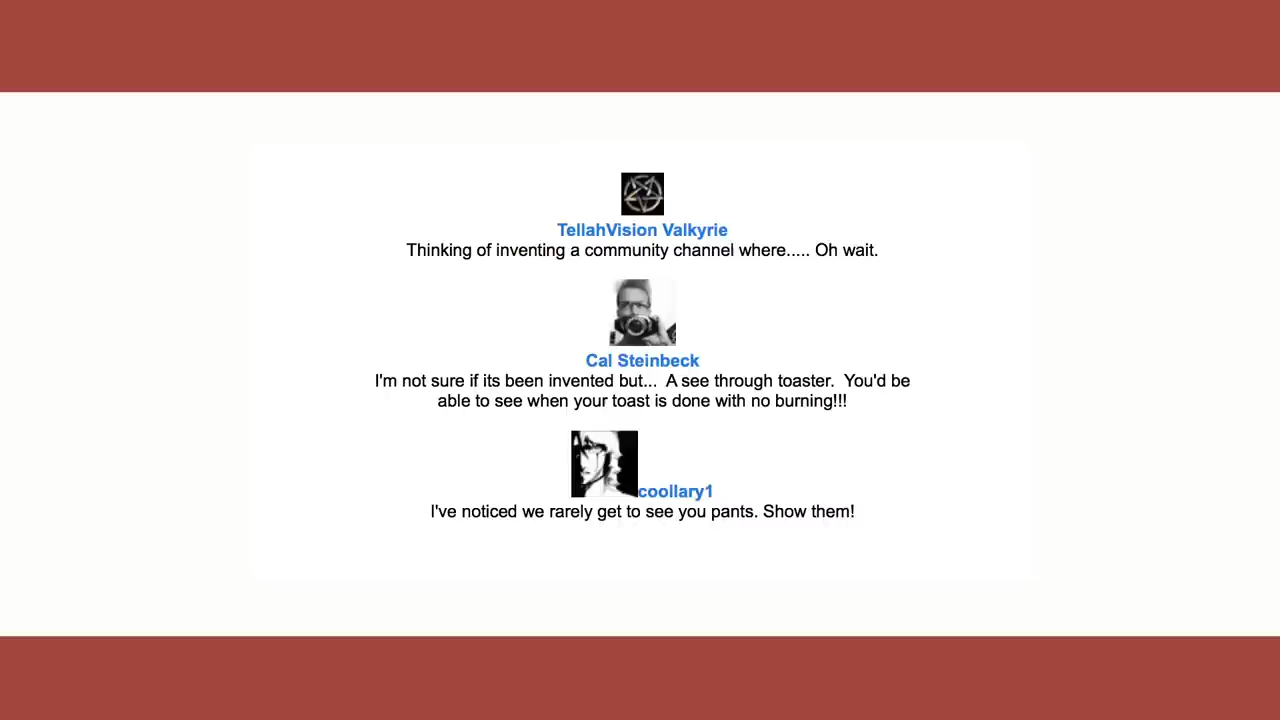 TellahVision Valkyrie
Thinking of inventing a community channel where..... Oh wait.
Cal Steinbeck
I'm not sure if its been invented but...  A see through toaster.  You'd be
able to see when your toast is done with no burning!!!
coollary1
I've noticed we rarely get to see you pants. Show them!